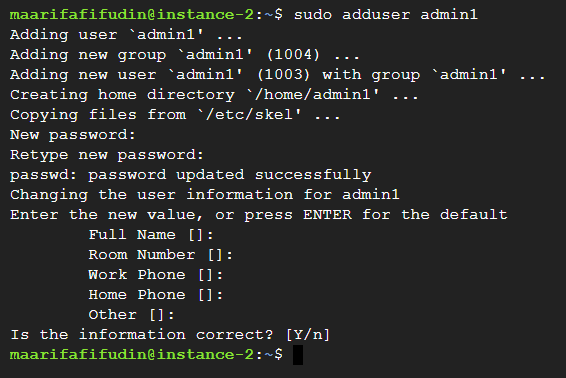 maarifafifudin@instance-2:~$ sudo adduser admin1
Adding user `admin1' ...
Adding new group `admin1' (1004) ...
Adding new user `admin1' (1003) with group `admin1' ...
Creating home directory `/home/admin1' ...
Copying files from `/etc/skel' ...
New password:
Retype new password:
passwd: password updated successfully
Changing the user information for admin1
Enter the new value, or press ENTER for the default
        Full Name []:
        Room Number []:
        Work Phone []:
        Home Phone []:
        Other []:
Is the information correct? [Y/n]
maarifafifudin@instance-2:~$